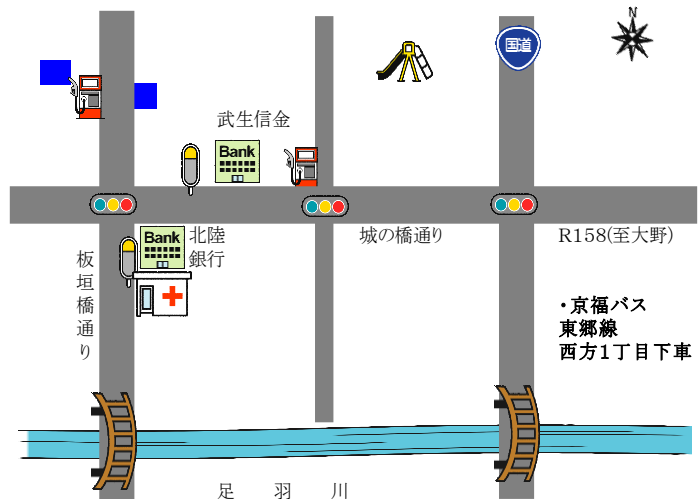 N
国道
武生信金
Bank
Bank
北陸
銀行
城の橋通り
R158(至大野)
板垣橋通り
・京福バス
東郷線
西方1丁目下車
足羽川